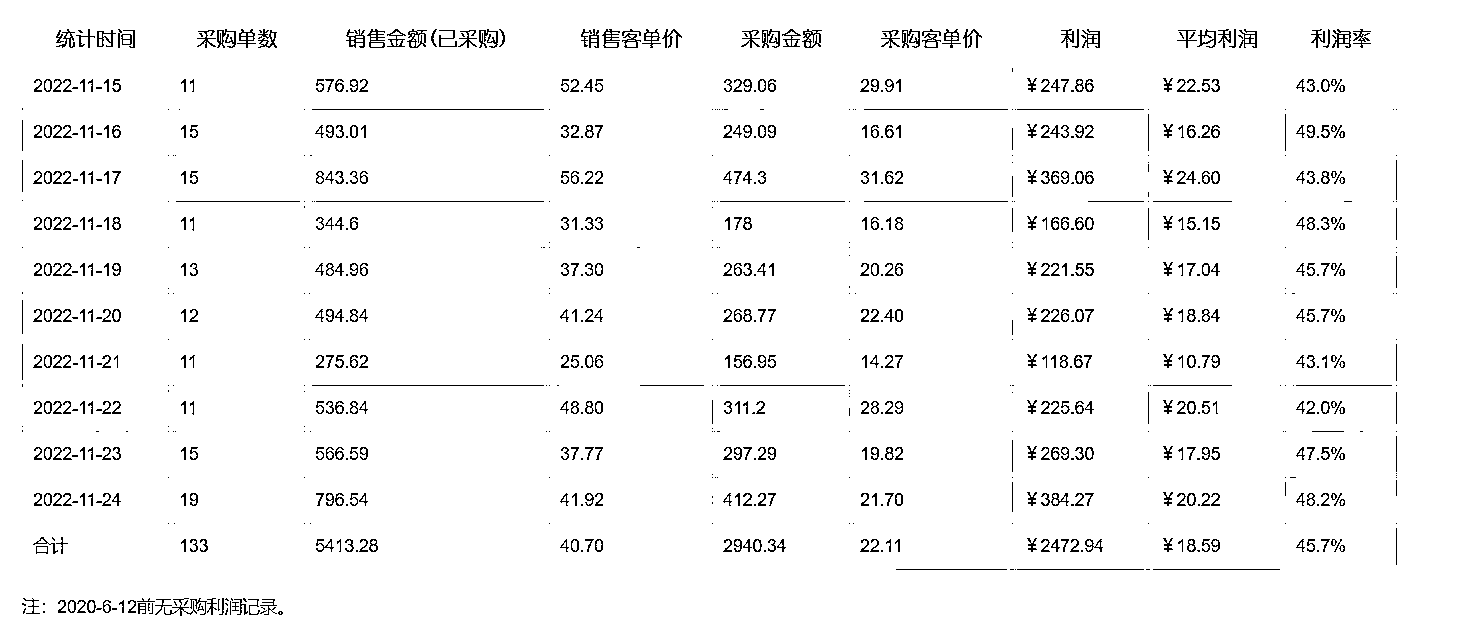 统计时间 采购单数 销售金额(已采购) 销售客单价 采购金额 采购客单价 利润 平均利润 利润率
2022-11-15 11 576.92 52.45 329.06 29.91 ¥247.86 ¥22.53 43.0%
2022-11-16 15 493.01 32.87 249.09 16.61 ¥243.92 ¥16.26 49.5%
2022-11-17 15 843.36 56.22 474.3 31.62 ¥369.06 ¥24.60 43.8%
2022-11-18 11 344.6 31.33 178 16.18 ¥166.60 ¥15.15 48.3%
2022-11-19 13 484.96 37.30 263.41 20.26 ¥221.55 ¥17.04 45.7%
2022-11-20 12 494.84 41.24 268.77 22.40 ¥226.07 ¥18.84 45.7%
2022-11-21 11 275.62 25.06 156.95 14.27 ¥118.67 ¥10.79 43.1%
2022-11-22 11 536.84 48.80 311.2 28.29 ¥225.64 ¥20.51 42.0%
2022-11-23 15 566.59 37.77 297.29 19.82 ¥269.30 ¥17.95 47.5%
2022-11-24 19 796.54 41.92 412.27 21.70 ¥384.27 ¥20.22 48.2%
合计 133 5413.28 40.70 2940.34 22.11 ¥2472.94 ¥18.59 45.7%
注：2020-6-12前无采购利润记录。